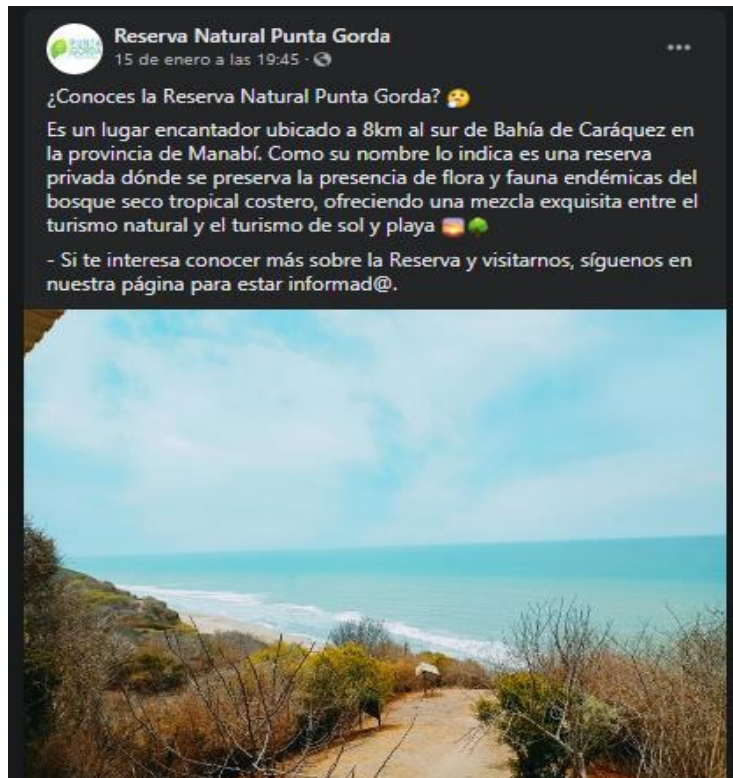 PUNTA
GORDA
Reserva Natural Punta Gorda
15 de enero a las 19:45 ·
¿Conoces la Reserva Natural Punta Gorda? 🤔
Es un lugar encantador ubicado a 8km al sur de Bahía de Caráquez en
la provincia de Manabí. Como su nombre lo indica es una reserva
privada dónde se preserva la presencia de flora y fauna endémicas del
bosque seco tropical costero, ofreciendo una mezcla exquisita entre el
turismo natural y el turismo de sol y playa 🌅🌳
- Si te interesa conocer más sobre la Reserva y visitarnos, síguenos en
nuestra página para estar informad@.